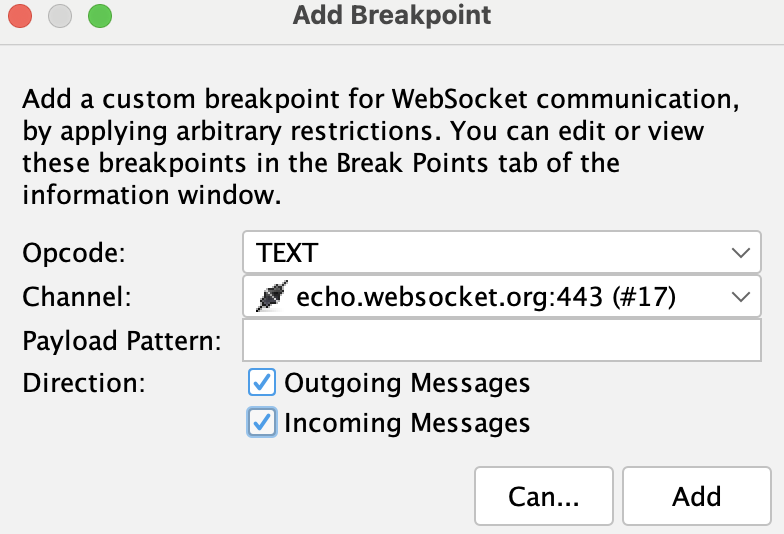 Add Breakpoint
Add a custom breakpoint for WebSocket communication,
by applying arbitrary restrictions. You can edit or view
these breakpoints in the Break Points tab of the
information window.
Opcode: TEXT
Channel: echo.websocket.org:443 (#17)
Payload Pattern:
Direction: Outgoing Messages
Incoming Messages
Can... Add